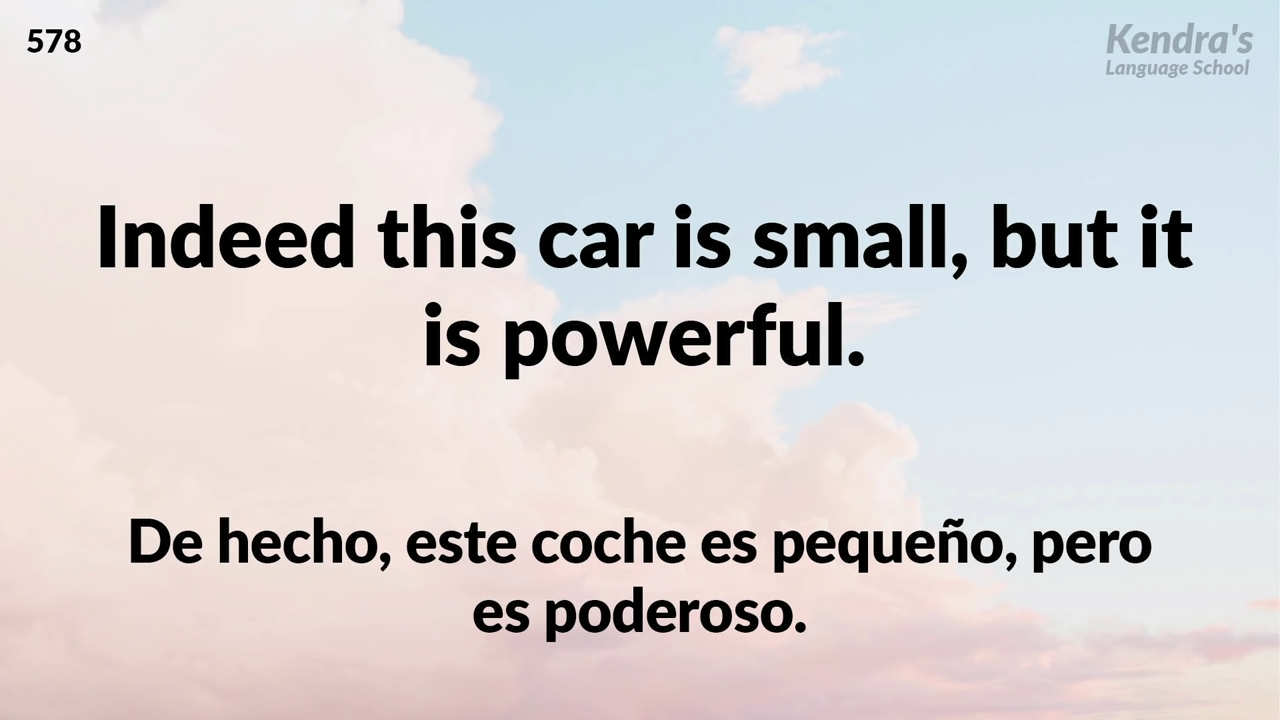 578
Kendra's
Language School
Indeed this car is small, but it
is powerful.
De hecho, este coche es pequeño, pero
es poderoso.